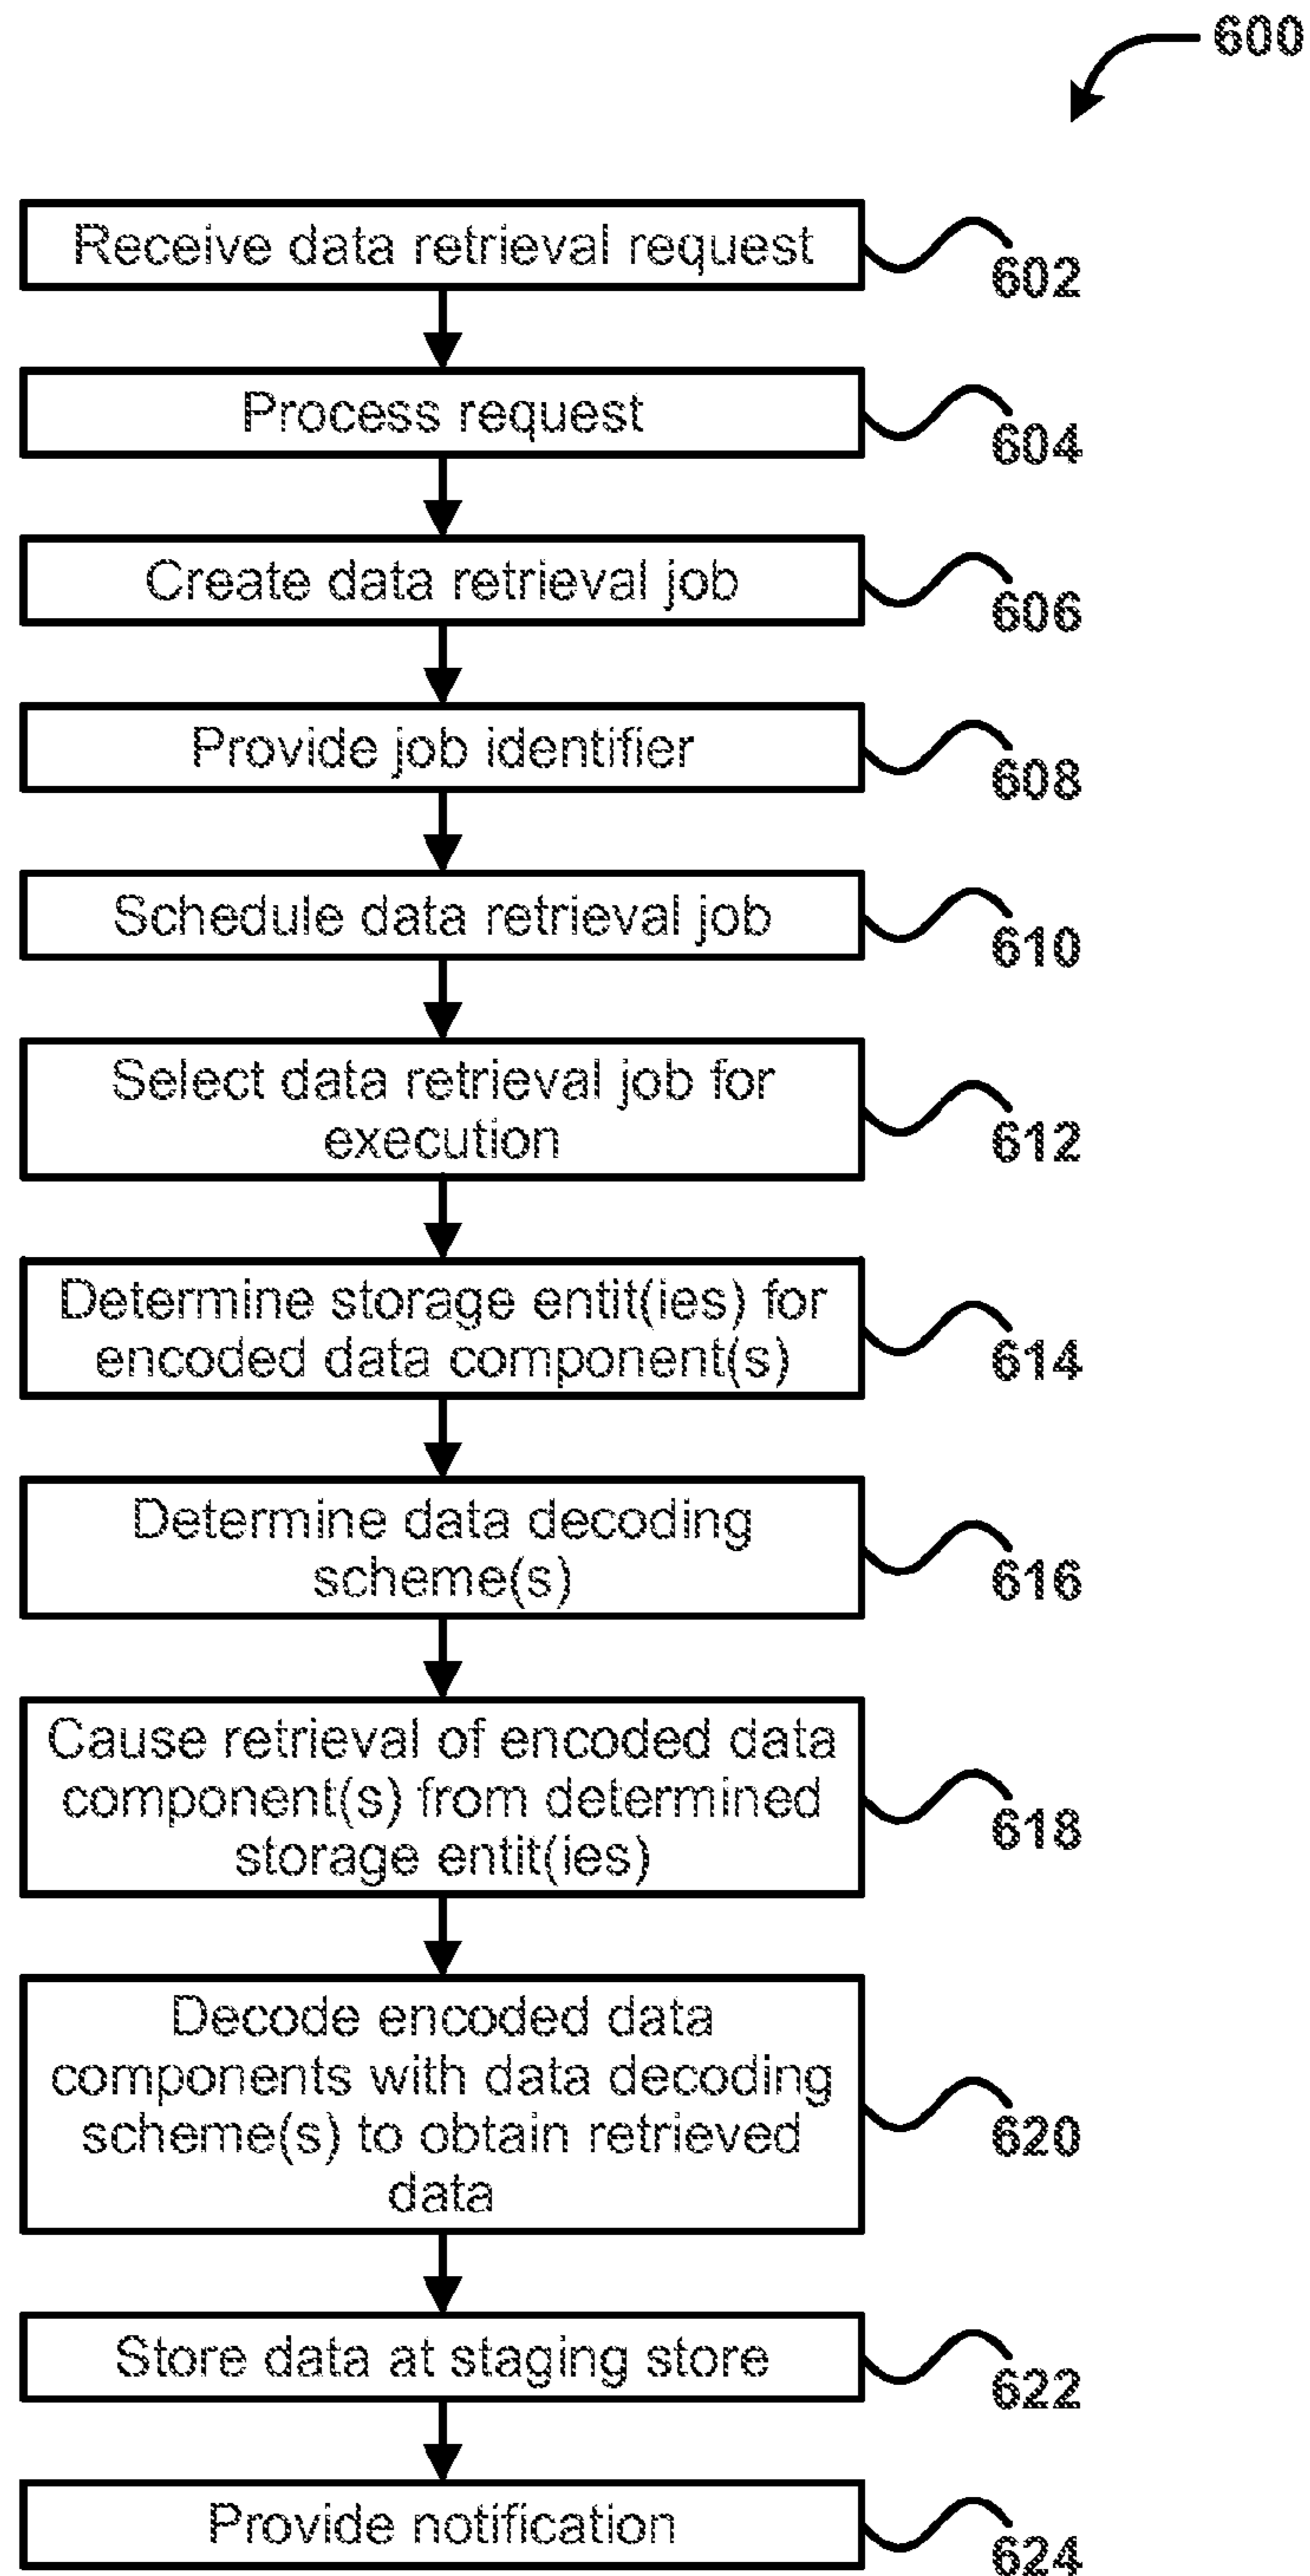 600
Receive data retrieval request
602
Process request
604
Create data retrieval job
606
Provide job identifier
608
Schedule data retrieval job
610
Select data retrieval job for
execution
612
Determine storage entit(ies) for
encoded data component(s)
614
Determine data decoding
scheme(s)
616
Cause retrieval of encoded data
component(s) from determined
storage entit(ies)
618
Decode encoded data
components with data decoding
scheme(s) to obtain retrieved
data
620
Store data at staging store
622
Provide notification
624